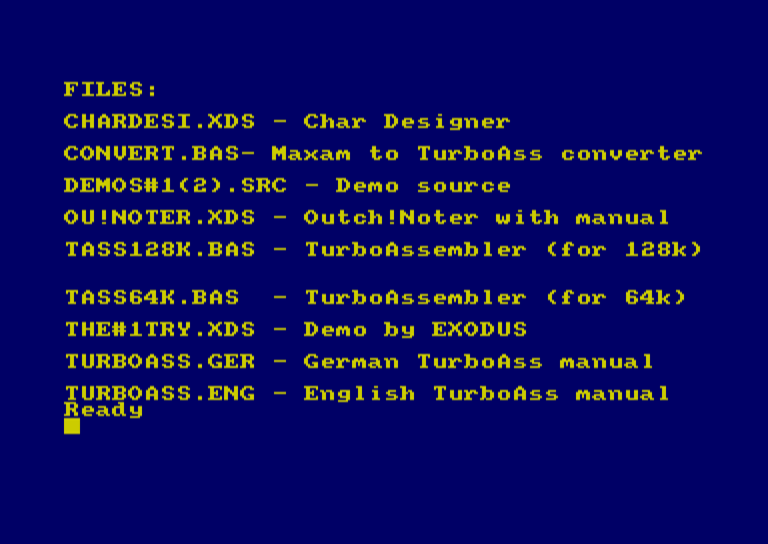 FILES:
CHARDESI.XDS - Char Designer
CONVERT.BAS- Maxam to TurboAss converter
DEMOS#1(2).SRC - Demo source
OU!NOTER.XDS - Outch!Noter with manual
TASS128K.BAS - TurboAssembler (for 128k)
TASS64K.BAS  - TurboAssembler (for 64k)
THE#1TRY.XDS - Demo by EXODUS
TURBOASS.GER - German TurboAss manual
TURBOASS.ENG - English TurboAss manual
Ready